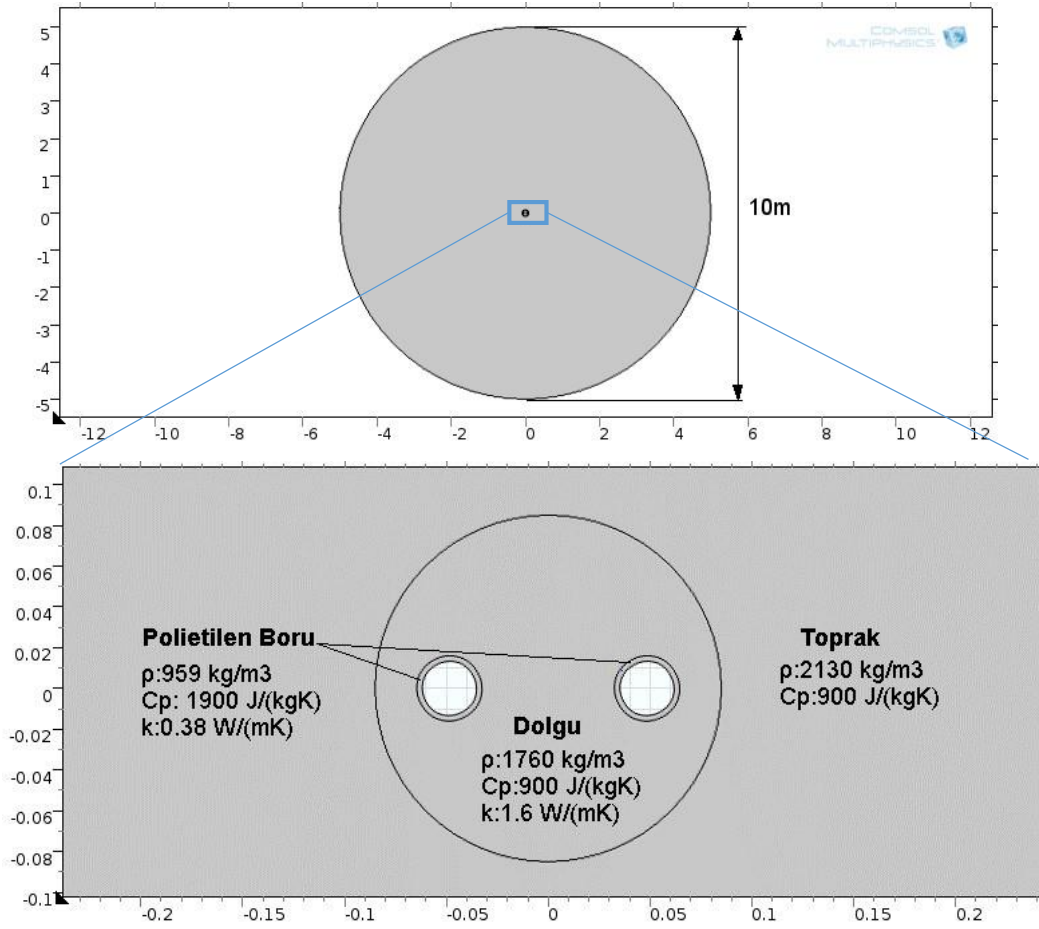 COMSOL
MULTIPHYSICS
5
4
3
2
1
0
-1
-2
-3
-4
-5
10m
-12 -10 -8 -6 -4 -2 0 2 4 6 8 10 12
0.1
0.08
0.06
0.04
0.02
0
-0.02
-0.04
-0.06
-0.08
-0.1
Polietilen Boru
ρ:959 kg/m3
Cp: 1900 J/(kgK)
k:0.38 W/(mK)
Dolgu
ρ:1760 kg/m3
Cp:900 J/(kgK)
k:1.6 W/(mK)
Toprak
ρ:2130 kg/m3
Cp:900 J/(kgK)
-0.2 -0.15 -0.1 -0.05 0 0.05 0.1 0.15 0.2